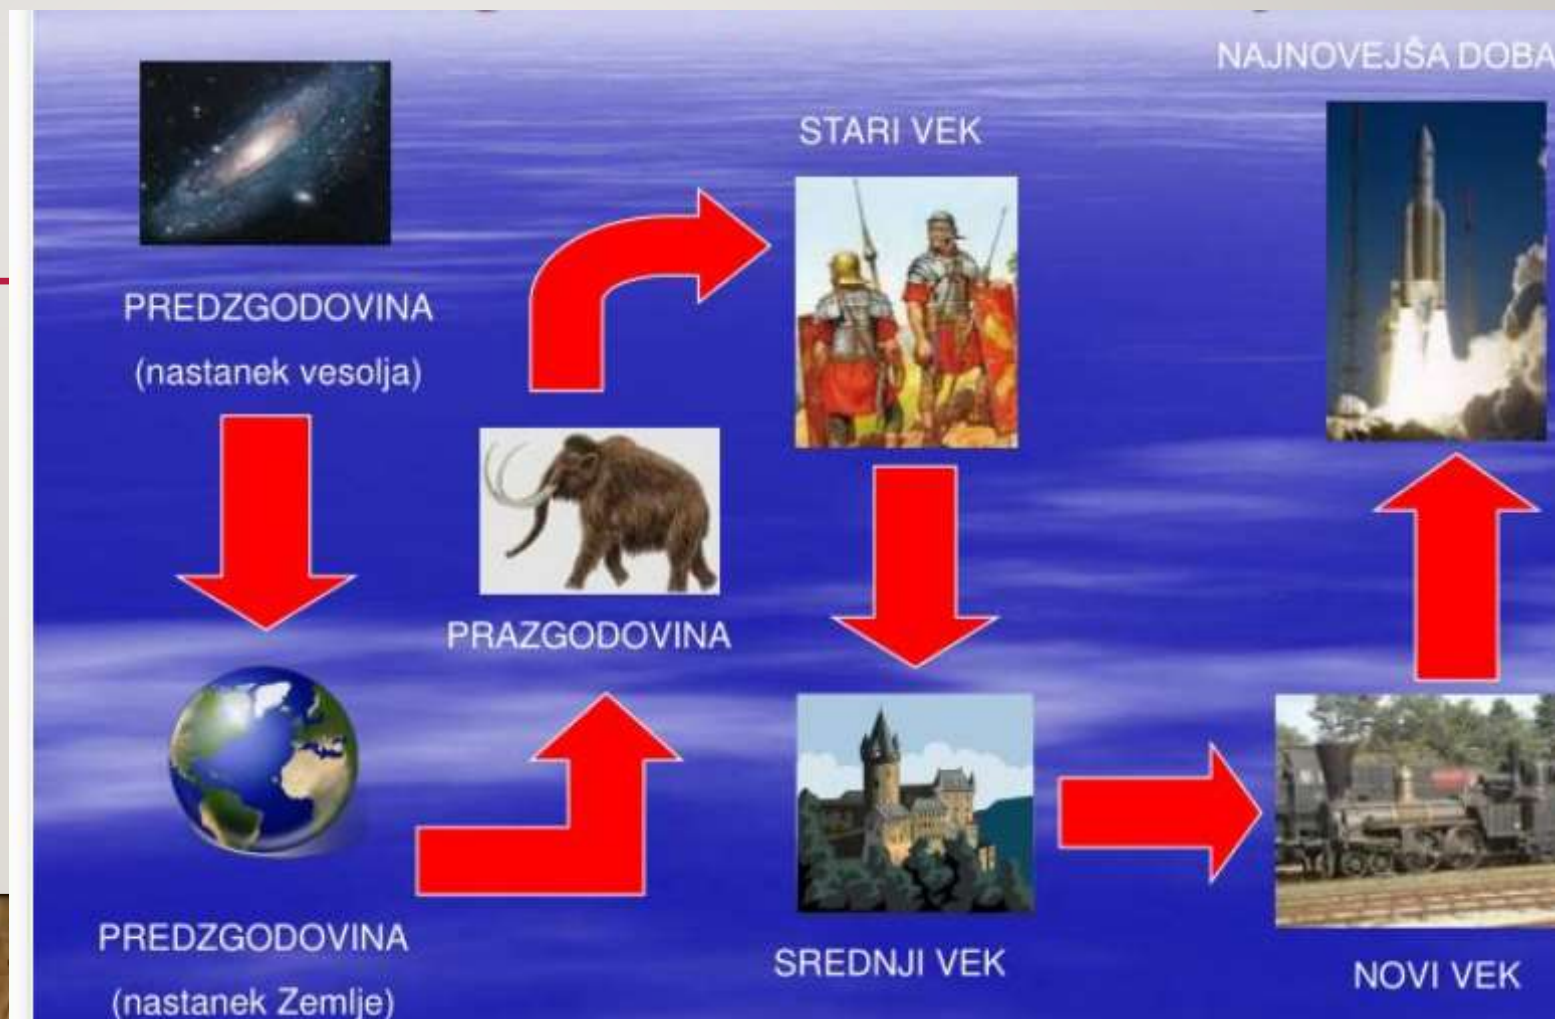 PREDZGODOVINA
(nastanek vesolja)
PREDZGODOVINA
(nastanek Zemlje)
PRAZGODOVINA
STARI VEK
SREDNJI VEK
NOVI VEK
NAJNOVEJŠA DOBA